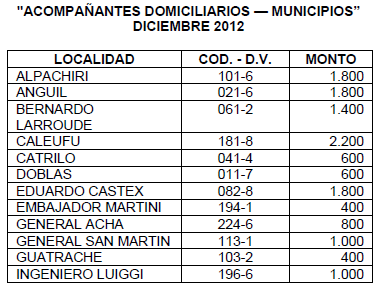 "ACOMPAÑANTES DOMICILIARIOS — MUNICIPIOS”
DICIEMBRE 2012
LOCALIDAD COD. - D.V. MONTO
ALPACHIRI 101-6 1.800
ANGUIL 021-6 1.800
BERNARDO 061-2 1.400
LARROUDE
CALEUFU 181-8 2.200
CATRILO 041-4 600
DOBLAS 011-7 600
EDUARDO CASTEX 082-8 1.800
EMBAJADOR MARTINI 194-1 400
GENERAL ACHA 224-6 800
GENERAL SAN MARTIN 113-1 1.000
GUATRACHE 103-2 400
INGENIERO LUIGGI 196-6 1.000